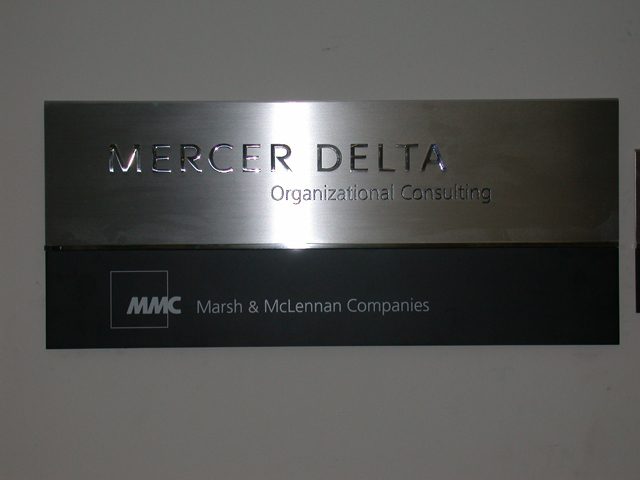 MERCER DELTA
Organizational Consulting
MMC Marsh & McLennan Companies